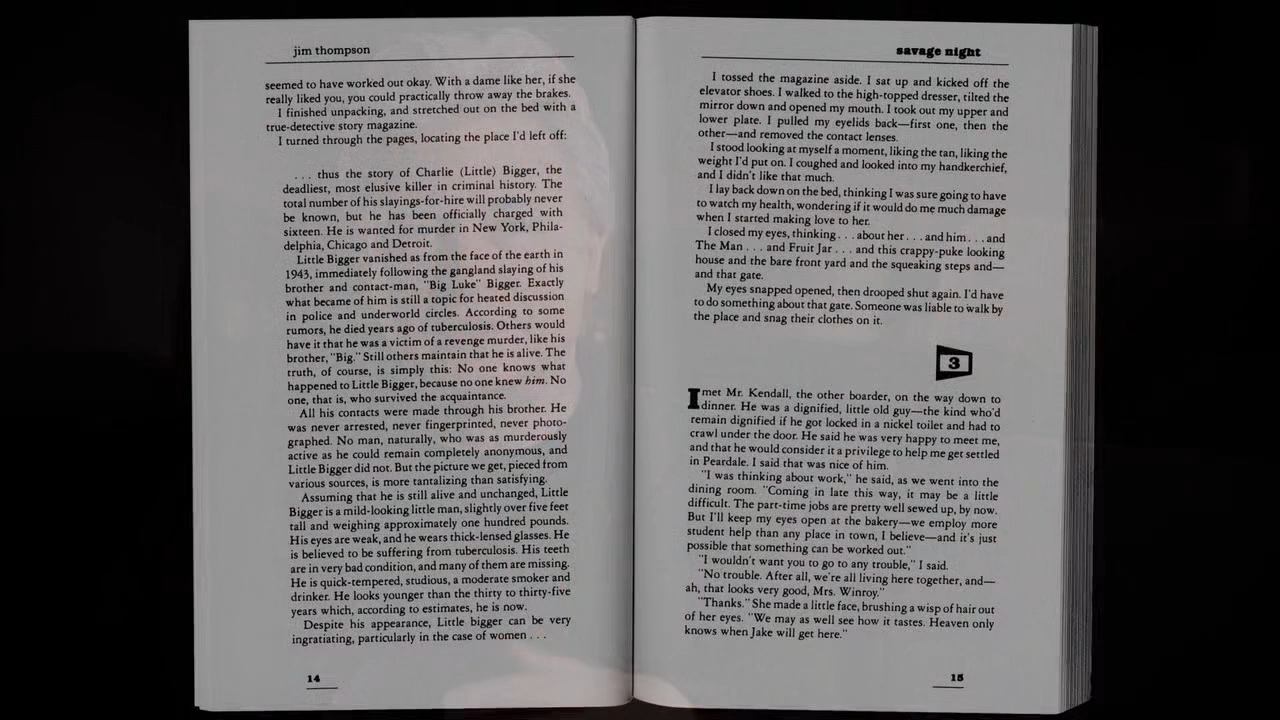 jim thompson
seemed to have worked out okay. With a dame like her, if she
really liked you, you could practically throw away the brakes.
I finished unpacking, and stretched out on the bed with a
true-detective story magazine.
I turned through the pages, locating the place I'd left off:
. . . thus the story of Charlie (Little) Bigger, the
deadliest, most elusive killer in criminal history. The
total number of his slayings-for-hire will probably never
be known, but he has been officially charged with
sixteen. He is wanted for murder in New York, Phila-
delphia, Chicago and Detroit.
Little Bigger vanished as from the face of the earth in
1943, immediately following the gangland slaying of his
brother and contact-man, "Big Luke" Bigger. Exactly
what became of him is still a topic for heated discussion
in police and underworld circles. According to some
rumors, he died years ago of tuberculosis. Others would
have it that he was a victim of a revenge murder, like his
brother, "Big." Still others maintain that he is alive. The
truth, of course, is simply this: No one knows what
happened to Little Bigger, because no one knew him. No
one, that is, who survived the acquaintance.
All his contacts were made through his brother. He
was never arrested, never fingerprinted, never photo-
graphed. No man, naturally, who was as murderously
active as he could remain completely anonymous, and
Little Bigger did not. But the picture we get, pieced from
various sources, is more tantalizing than satisfying.
Assuming that he is still alive and unchanged, Little
Bigger is a mild-looking little man, slightly over five feet
tall and weighing approximately one hundred pounds.
His eyes are weak, and he wears thick-lensed glasses. He
is believed to be suffering from tuberculosis. His teeth
are in very bad condition, and many of them are missing.
He is quick-tempered, studious, a moderate smoker and
drinker. He looks younger than the thirty to thirty-five
years which, according to estimates, he is now.
Despite his appearance, Little bigger can be very
ingratiating, particularly in the case of women . . .
14
savage night
I tossed the magazine aside. I sat up and kicked off the
elevator shoes. I walked to the high-topped dresser, tilted the
mirror down and opened my mouth. I took out my upper and
lower plate. I pulled my eyelids back—first one, then the
other—and removed the contact lenses.
I stood looking at myself a moment, liking the tan, liking the
weight I'd put on. I coughed and looked into my handkerchief,
and I didn't like that much.
I lay back down on the bed, thinking I was sure going to have
to watch my health, wondering if it would do me much damage
when I started making love to her.
I closed my eyes, thinking . . . about her . . . and him . . . and
The Man . . . and Fruit Jar . . . and this crappy-puke looking
house and the bare front yard and the squeaking steps and—
and that gate.
My eyes snapped opened, then drooped shut again. I'd have
to do something about that gate. Someone was liable to walk by
the place and snag their clothes on it.
3
I met Mr. Kendall, the other boarder, on the way down to
dinner. He was a dignified, little old guy—the kind who'd
remain dignified if he got locked in a nickel toilet and had to
crawl under the door. He said he was very happy to meet me,
and that he would consider it a privilege to help me get settled
in Peardale. I said that was nice of him.
"I was thinking about work," he said, as we went into the
dining room. "Coming in late this way, it may be a little
difficult. The part-time jobs are pretty well sewed up, by now.
But I'll keep my eyes open at the bakery—we employ more
student help than any place in town, I believe—and it's just
possible that something can be worked out."
"I wouldn't want you to go to any trouble," I said.
"No trouble. After all, we're all living here together, and—
ah, that looks very good, Mrs. Winroy."
"Thanks." She made a little face, brushing a wisp of hair out
of her eyes. "We may as well see how it tastes. Heaven only
knows when Jake will get here."
15